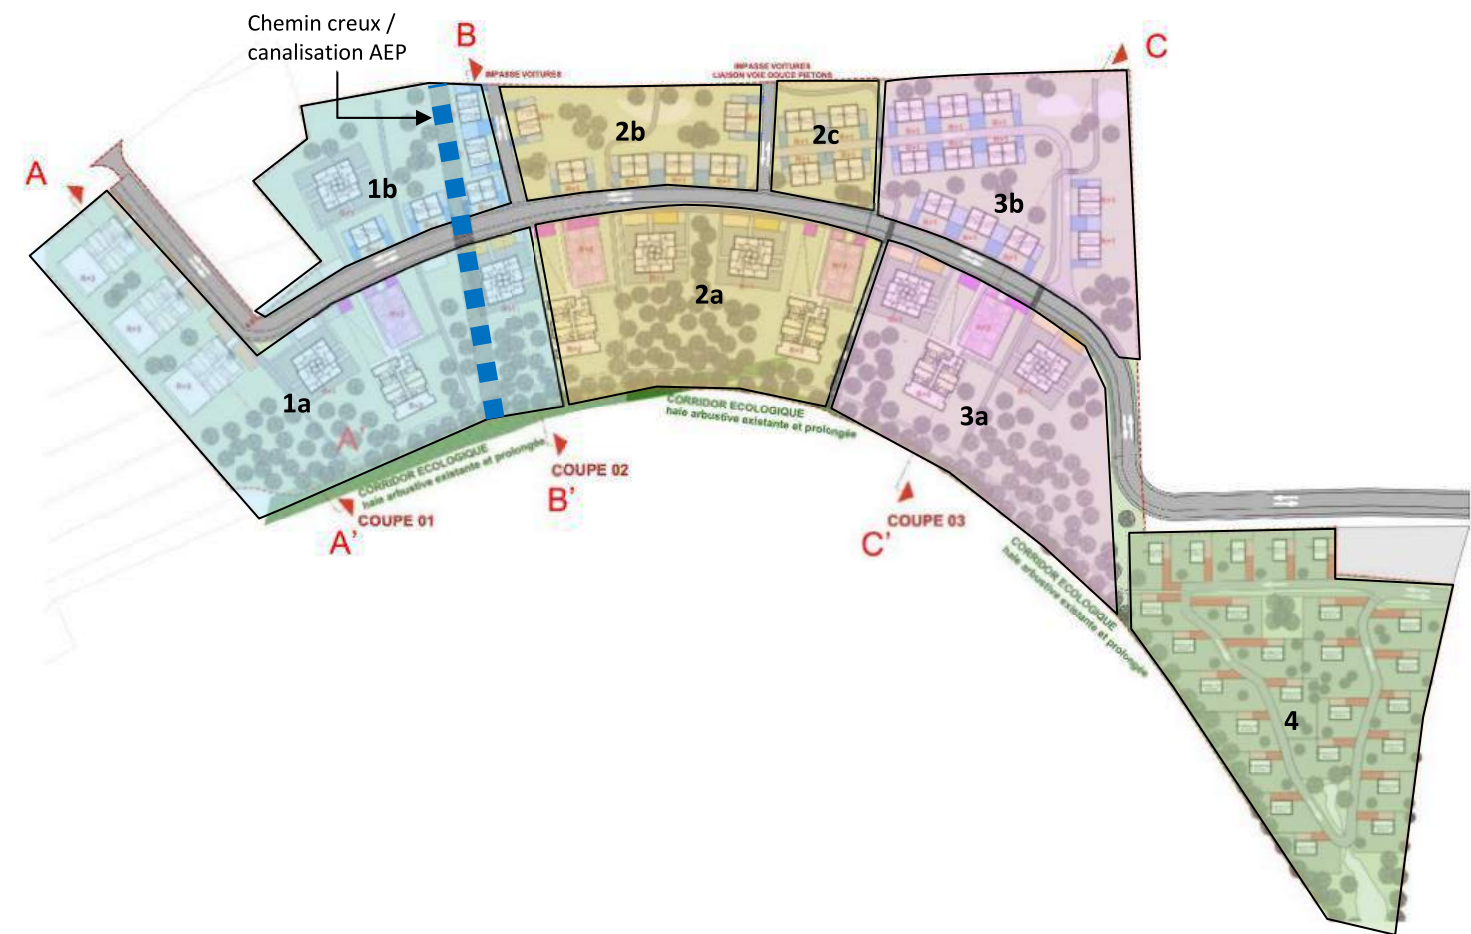 Chemin creux /
canalisation AEP
B
C
IMPASSE VOITURES
IMPASSE VOITURES
LIAISON VOIE DOUCE PIETONS
A
1b
2b
2c
3b
2a
1a
3a
A'
CORRIDOR ECOLOGIQUE
haie arbustive existante et prolongée
CORRIDOR ECOLOGIQUE
haie arbustive existante et prolongée
COUPE 02
B'
COUPE 01
A'
COUPE 03
C'
CORRIDOR ECOLOGIQUE
haie arbustive existante et prolongée
4